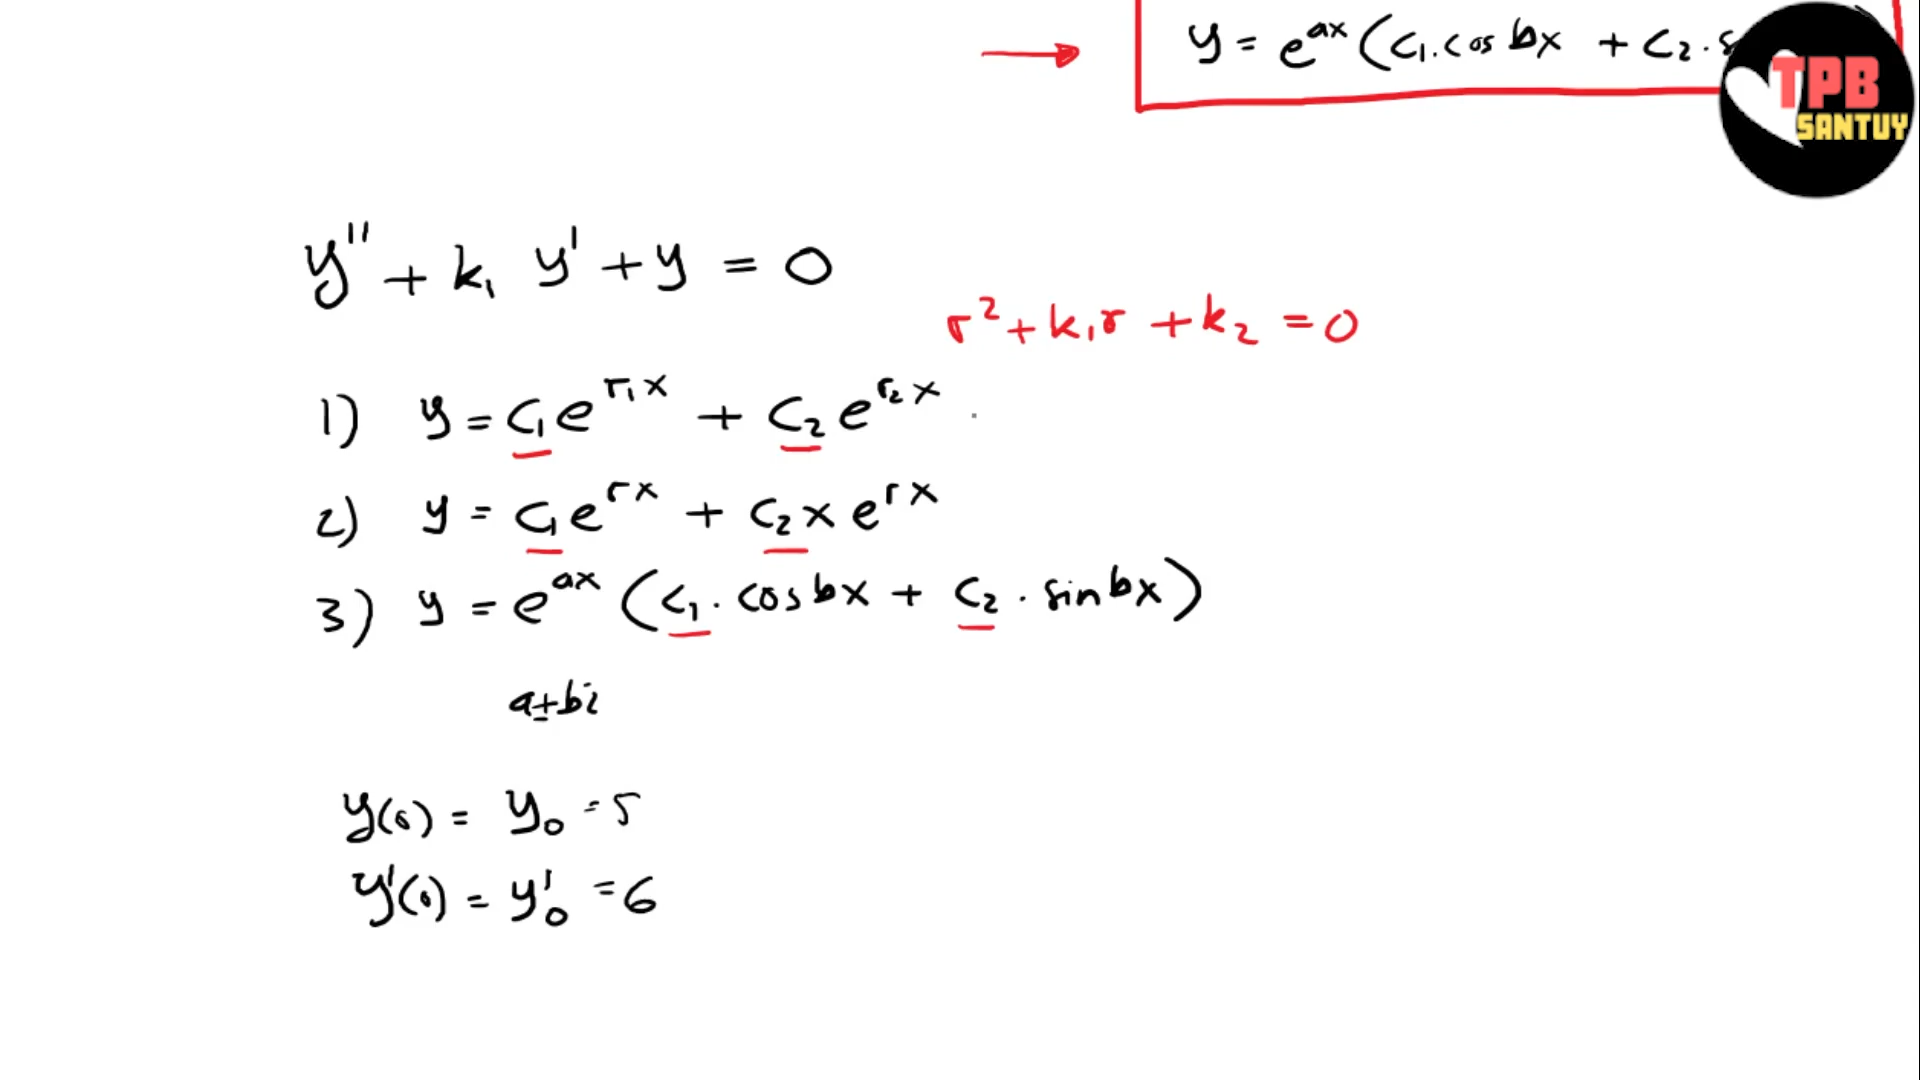 y = e^{ax} (C₁.cos bx + C₂.
TPB
SANTUY
y'' + k₁ y' + y = 0
r² + k₁r + k₂ = 0
1) y = C₁e^{r₁x} + C₂e^{r₂x}
2) y = C₁e^{rx} + C₂xe^{rx}
3) y = e^{ax} (C₁ . cos bx + C₂ . sin bx)
a±bi
y(0) = y₀ = 5
y'(0) = y'₀ = 6